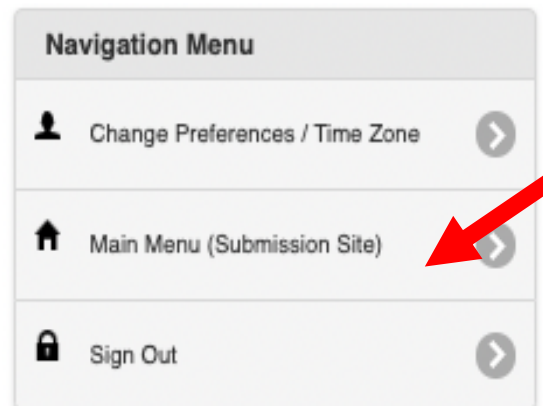 Navigation Menu
Change Preferences / Time Zone
Main Menu (Submission Site)
Sign Out